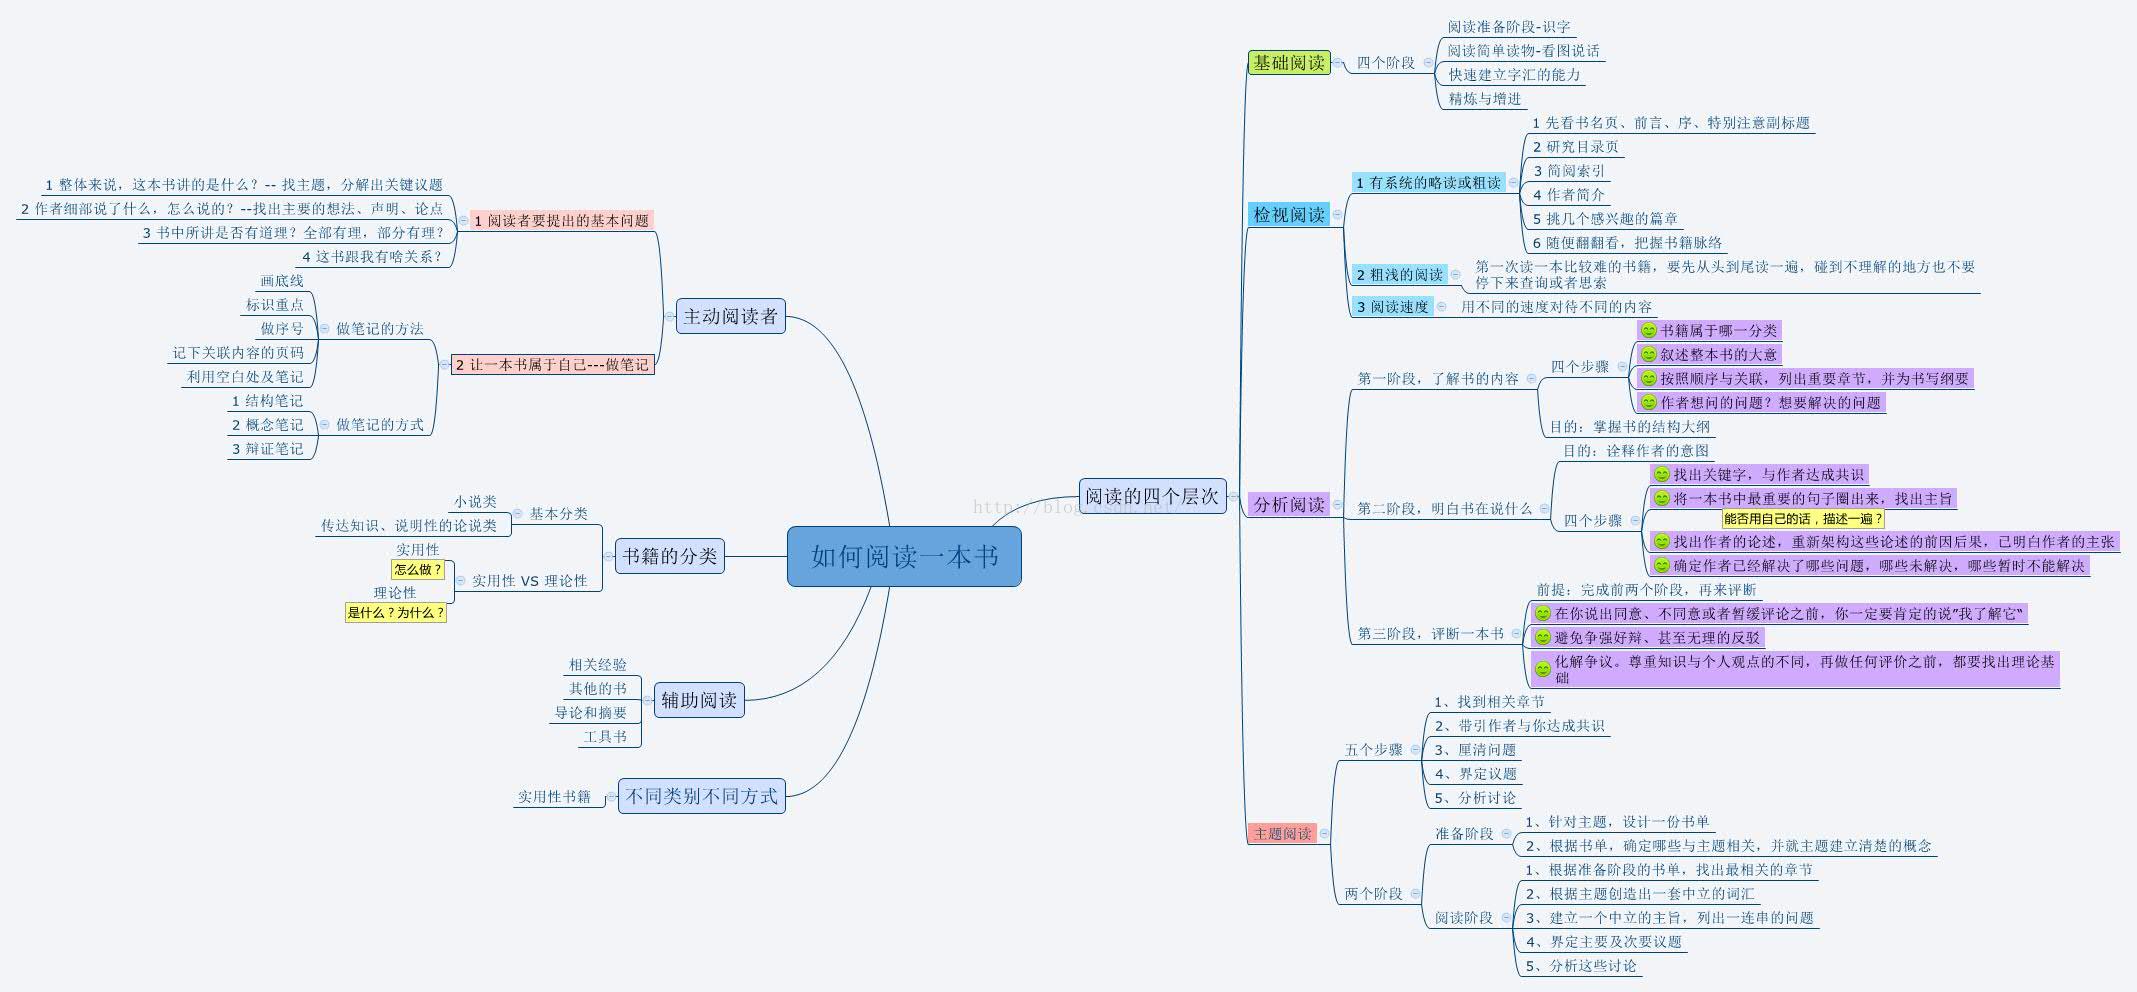 如何阅读一本书
主动阅读者
1 阅读者要提出的基本问题
1 整体来说，这本书讲的是什么？-- 找主题，分解出关键议题
2 作者细部说了什么，怎么说的？--找出主要的想法、声明、论点
3 书中所讲是否有道理？全部有理，部分有理？
4 这书跟我有啥关系？
2 让一本书属于自己---做笔记
做笔记的方法
画底线
标识重点
做序号
记下关联内容的页码
利用空白处及笔记
做笔记的方式
1 结构笔记
2 概念笔记
3 辩证笔记
书籍的分类
基本分类
小说类
传达知识、说明性的论说类
实用性 VS 理论性
实用性
怎么做？
理论性
是什么？为什么？
辅助阅读
相关经验
其他的书
导论和摘要
工具书
不同类别不同方式
实用性书籍
阅读的四个层次
http://blog.csdn.net/
基础阅读
四个阶段
阅读准备阶段-识字
阅读简单读物-看图说话
快速建立字汇的能力
精炼与增进
检视阅读
1 有系统的略读或粗读
1 先看书名页、前言、序、特别注意副标题
2 研究目录页
3 简阅索引
4 作者简介
5 挑几个感兴趣的篇章
6 随便翻翻看，把握书籍脉络
2 粗浅的阅读
第一次读一本比较难的书籍，要先从头到尾读一遍，碰到不理解的地方也不要
停下来查询或者思索
3 阅读速度
用不同的速度对待不同的内容
分析阅读
第一阶段，了解书的内容
四个步骤
书籍属于哪一分类
叙述整本书的大意
按照顺序与关联，列出重要章节，并为书写纲要
作者想问的问题？想要解决的问题
目的：掌握书的结构大纲
第二阶段，明白书在说什么
目的：诠释作者的意图
四个步骤
找出关键字，与作者达成共识
将一本书中最重要的句子圈出来，找出主旨
能否用自己的话，描述一遍？
找出作者的论述，重新架构这些论述的前因后果，已明白作者的主张
确定作者已经解决了哪些问题，哪些未解决，哪些暂时不能解决
第三阶段，评断一本书
前提：完成前两个阶段，再来评断
在你说出同意、不同意或者暂缓评论之前，你一定要肯定的说”我了解它“
避免争强好辩、甚至无理的反驳
化解争议。尊重知识与个人观点的不同，再做任何评价之前，都要找出理论基
础
主题阅读
五个步骤
1、找到相关章节
2、带引作者与你达成共识
3、厘清问题
4、界定议题
5、分析讨论
两个阶段
准备阶段
1、针对主题，设计一份书单
2、根据书单，确定哪些与主题相关，并就主题建立清楚的概念
阅读阶段
1、根据准备阶段的书单，找出最相关的章节
2、根据主题创造出一套中立的词汇
3、建立一个中立的主旨，列出一连串的问题
4、界定主要及次要议题
5、分析这些讨论